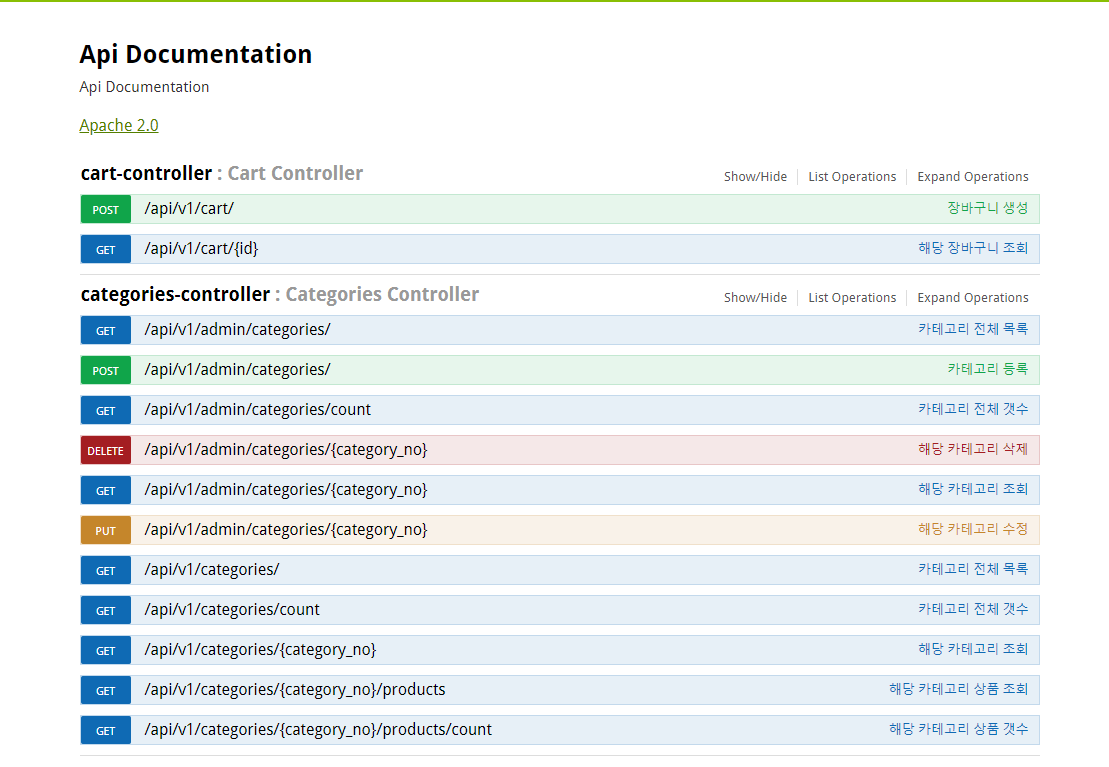 Api Documentation
Api Documentation
Apache 2.0
cart-controller : Cart Controller Show/Hide List Operations Expand Operations
POST /api/v1/cart/ 장바구니 생성
GET /api/v1/cart/{id} 해당 장바구니 조회
categories-controller : Categories Controller Show/Hide List Operations Expand Operations
GET /api/v1/admin/categories/ 카테고리 전체 목록
POST /api/v1/admin/categories/ 카테고리 등록
GET /api/v1/admin/categories/count 카테고리 전체 갯수
DELETE /api/v1/admin/categories/{category_no} 해당 카테고리 삭제
GET /api/v1/admin/categories/{category_no} 해당 카테고리 조회
PUT /api/v1/admin/categories/{category_no} 해당 카테고리 수정
GET /api/v1/categories/ 카테고리 전체 목록
GET /api/v1/categories/count 카테고리 전체 갯수
GET /api/v1/categories/{category_no} 해당 카테고리 조회
GET /api/v1/categories/{category_no}/products 해당 카테고리 상품 조회
GET /api/v1/categories/{category_no}/products/count 해당 카테고리 상품 갯수